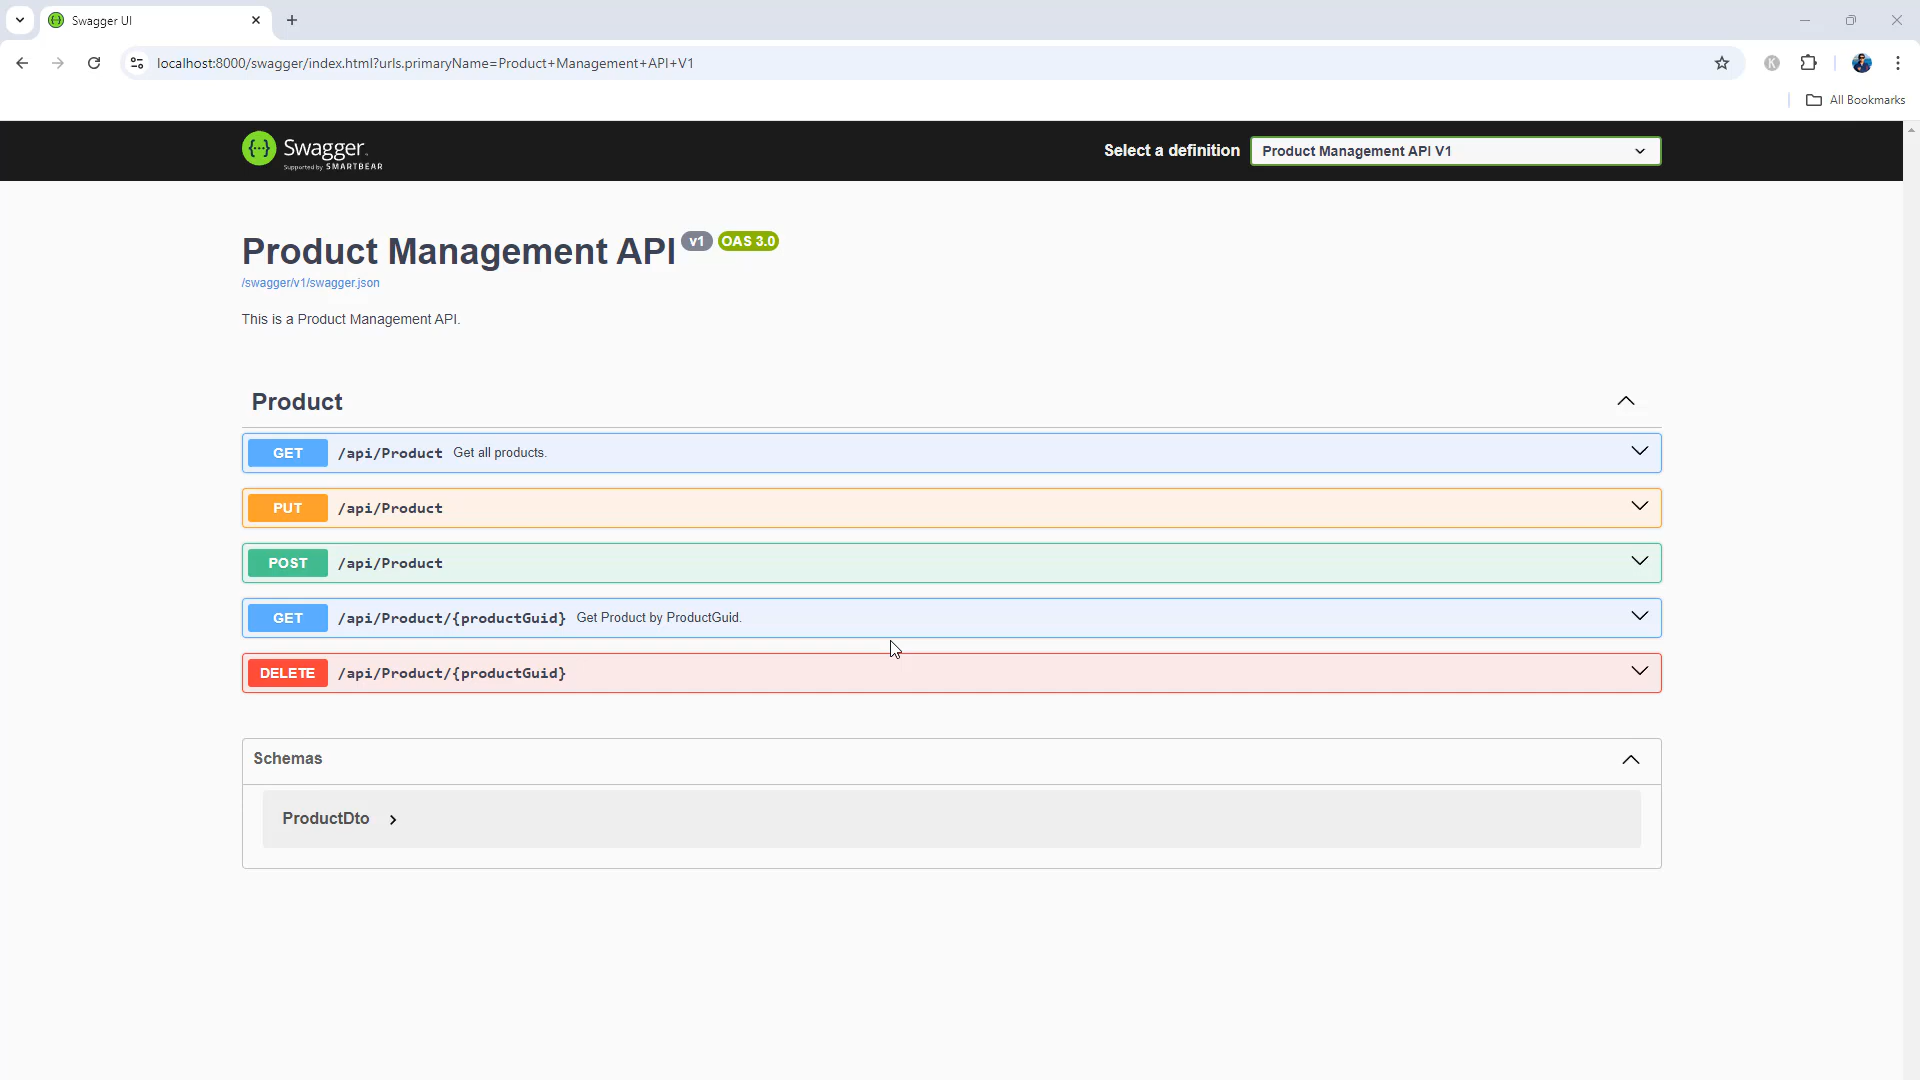 Swagger UI
localhost:8000/swagger/index.html?urls.primaryName=Product+Management+API+V1
K
All Bookmarks
{···} Swagger.
Supported by SMARTBEAR
Select a definition
Product Management API V1
Product Management API v1 OAS 3.0
/swagger/v1/swagger.json
This is a Product Management API.
Product
GET /api/Product Get all products.
PUT /api/Product
POST /api/Product
GET /api/Product/{productGuid} Get Product by ProductGuid.
DELETE /api/Product/{productGuid}
Schemas
ProductDto